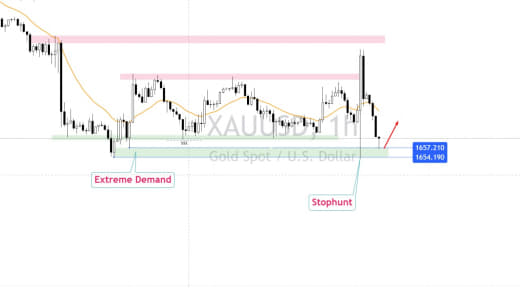 XAUUSD, 1h
Gold Spot / U.S. Dollar
1657.210
1654.190
Extreme Demand
Stophunt